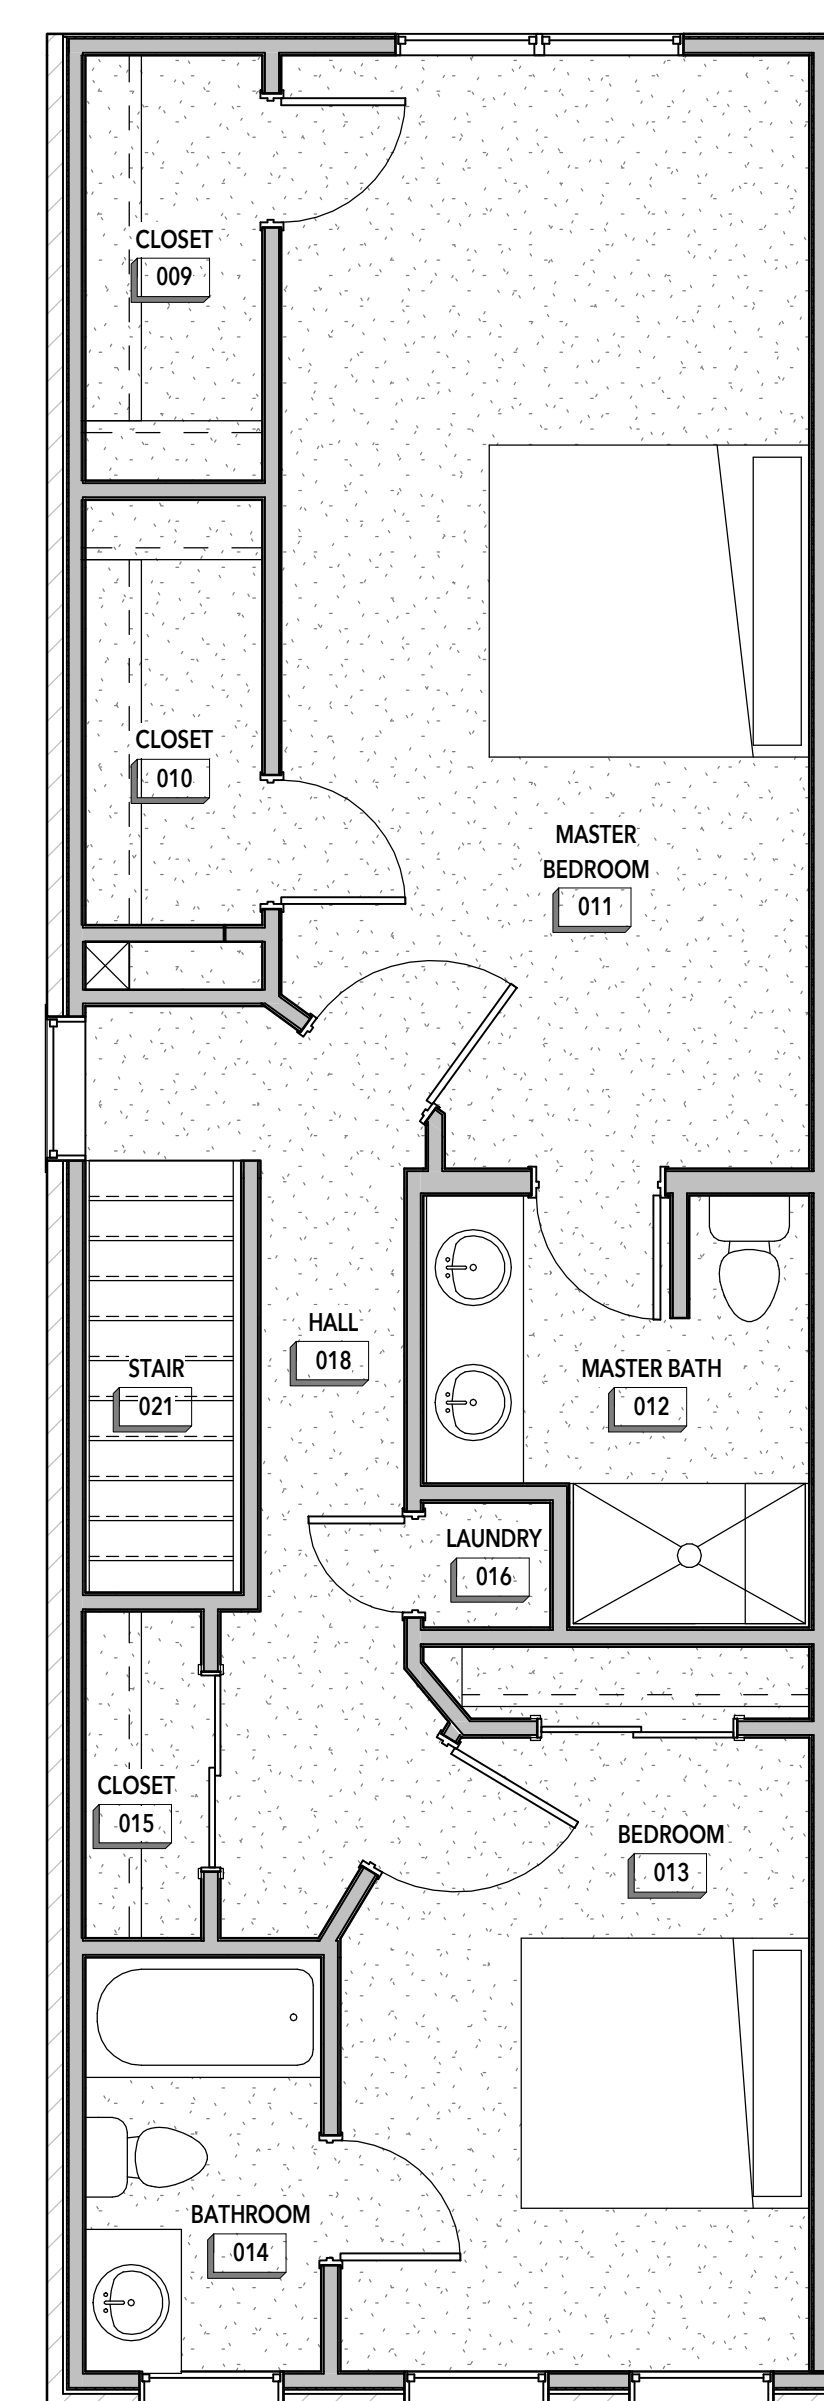 CLOSET
009
CLOSET
010
MASTER
BEDROOM
011
HALL
018
STAIR
021
MASTER BATH
012
LAUNDRY
016
CLOSET
015
BEDROOM
013
BATHROOM
014